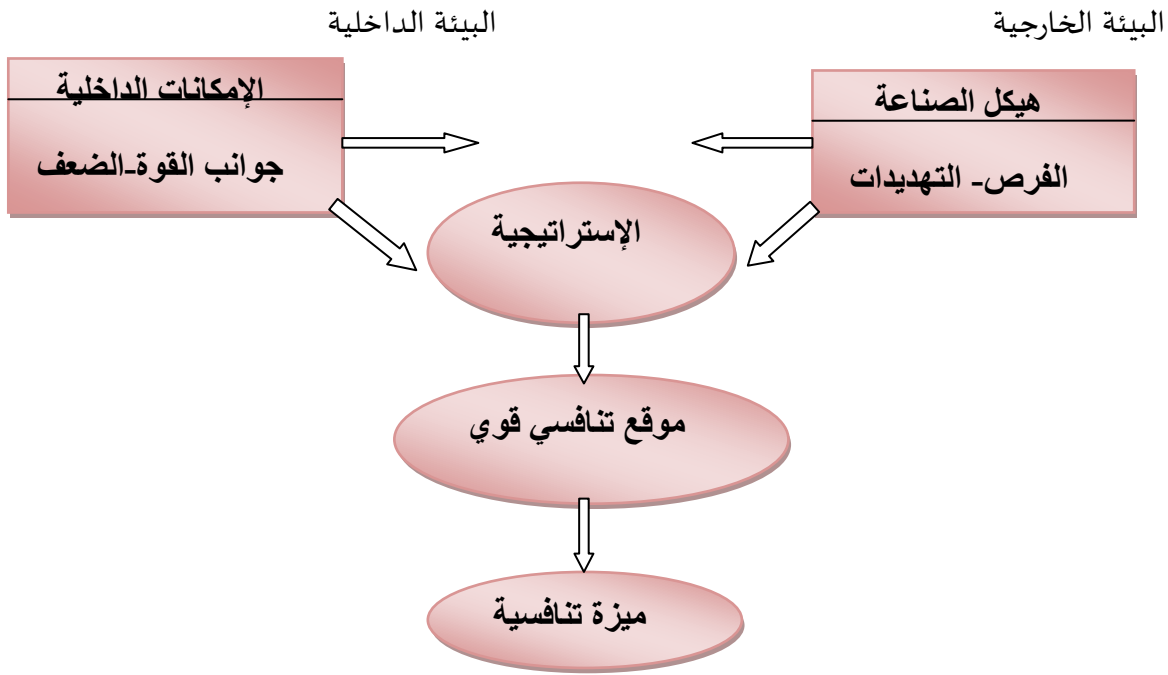 البيئة الخارجية
البيئة الداخلية
هيكل الصناعة
الفرص- التهديدات
الإمكانات الداخلية
جوانب القوة-الضعف
الإستراتيجية
موقع تنافسي قوي
ميزة تنافسية